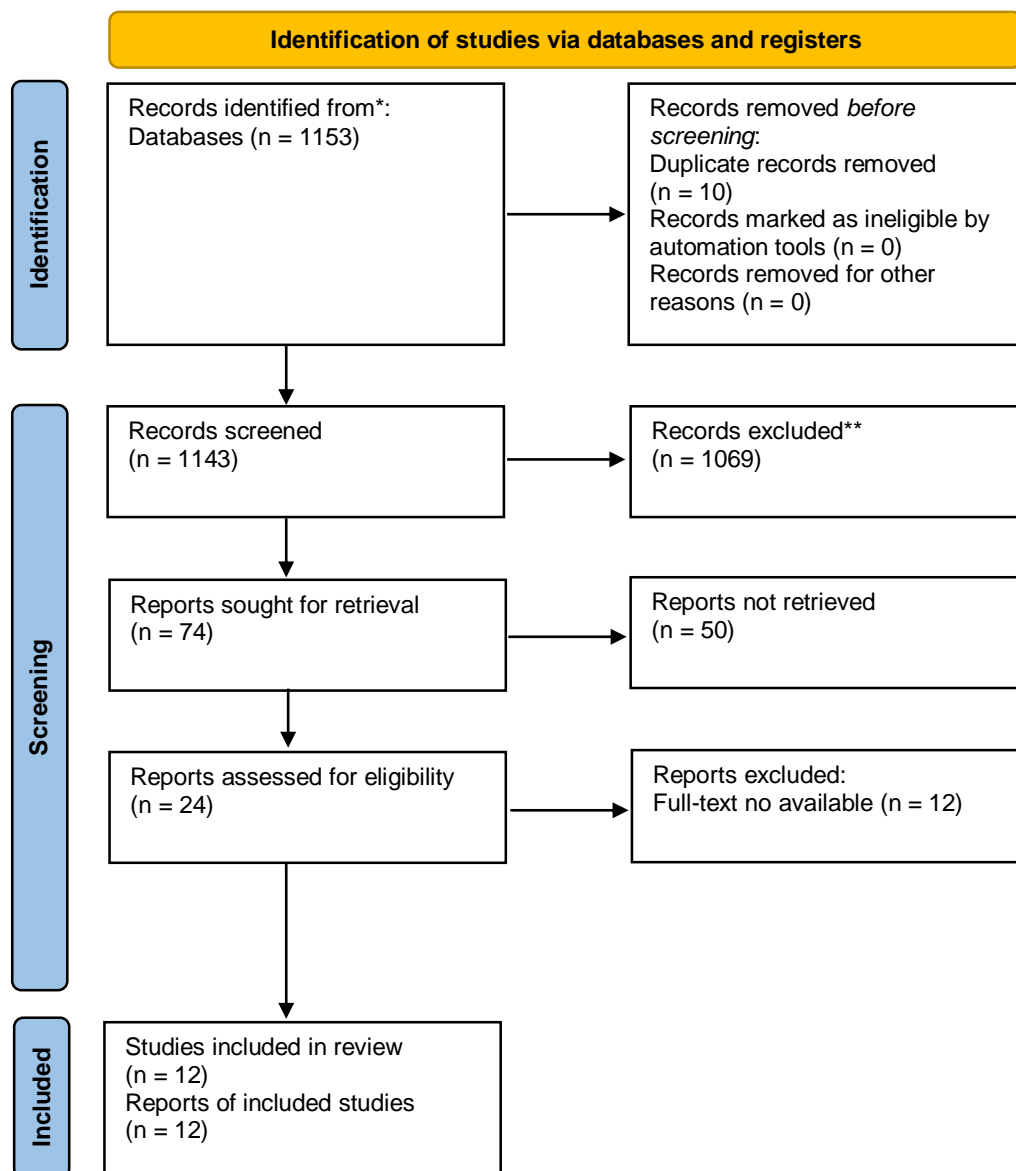 Identification of studies via databases and registers
Identification
Records identified from*:
Databases (n = 1153)
Records removed before
screening:
Duplicate records removed
(n = 10)
Records marked as ineligible by
automation tools (n = 0)
Records removed for other
reasons (n = 0)
Screening
Records screened
(n = 1143)
Records excluded**
(n = 1069)
Reports sought for retrieval
(n = 74)
Reports not retrieved
(n = 50)
Reports assessed for eligibility
(n = 24)
Reports excluded:
Full-text no available (n = 12)
Included
Studies included in review
(n = 12)
Reports of included studies
(n = 12)